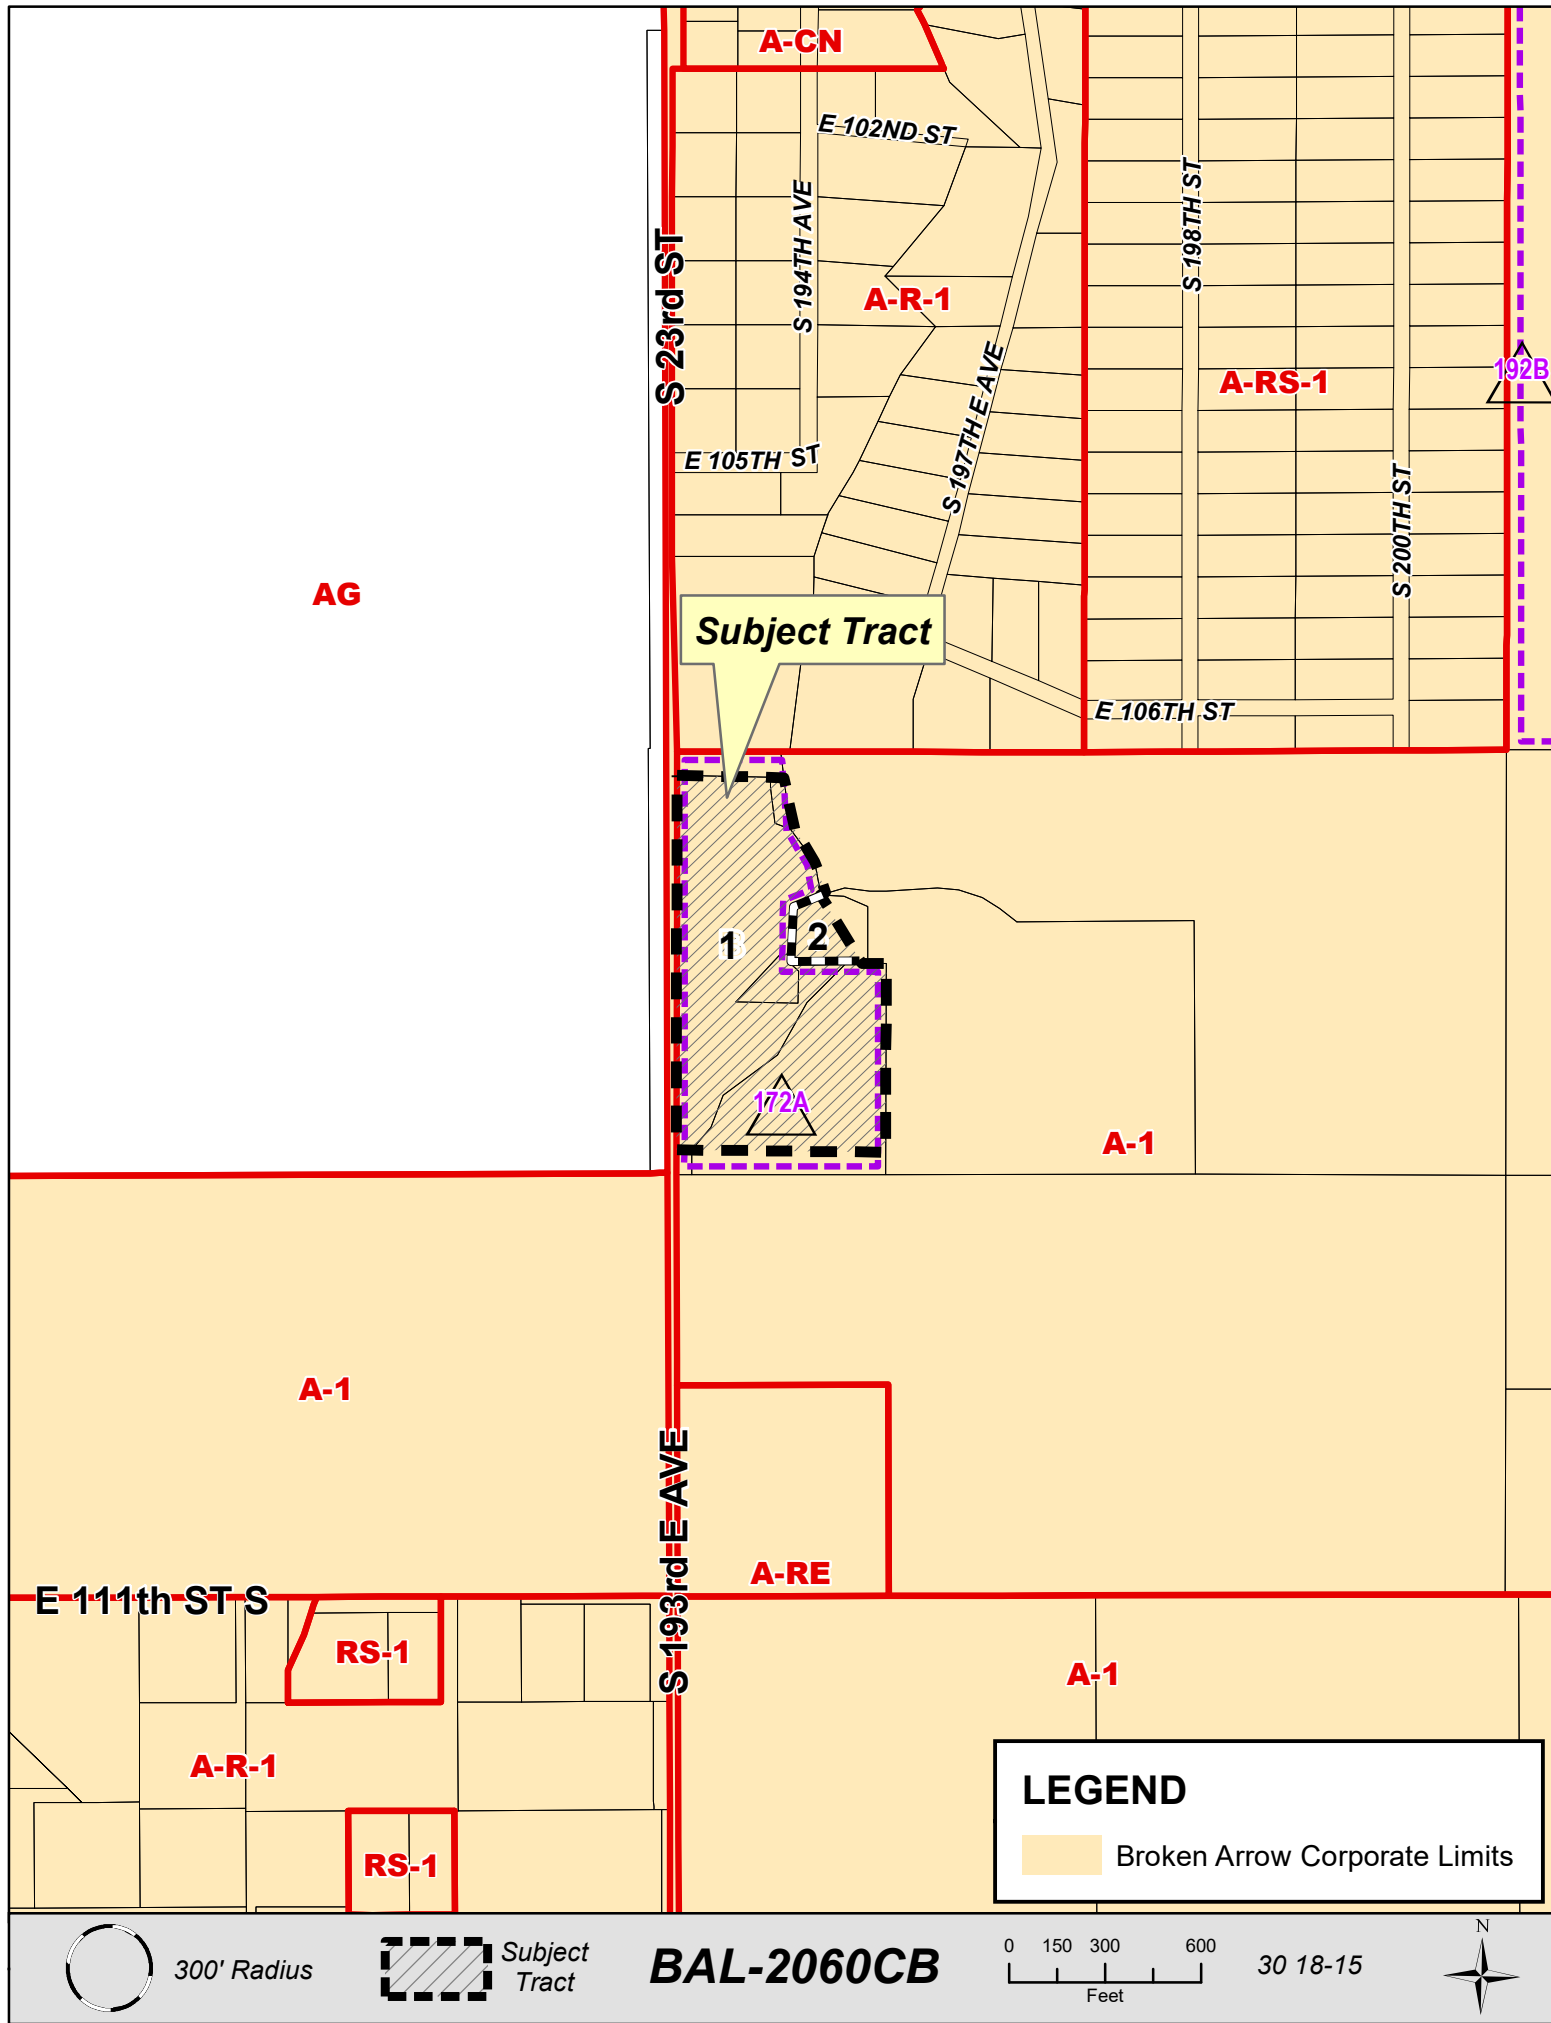 A-CN
E 102ND ST
S 194TH AVE
S 198TH ST
S 23rd ST
A-R-1
S 197TH E AVE
A-RS-1
192B
E 105TH ST
S 200TH ST
AG
Subject Tract
E 106TH ST
1
2
172A
A-1
A-1
S 193rd E AVE
A-RE
E 111th ST S
RS-1
A-1
A-R-1
RS-1
LEGEND
Broken Arrow Corporate Limits
300' Radius
Subject
Tract
BAL-2060CB
0 150 300 600
Feet
30 18-15
N